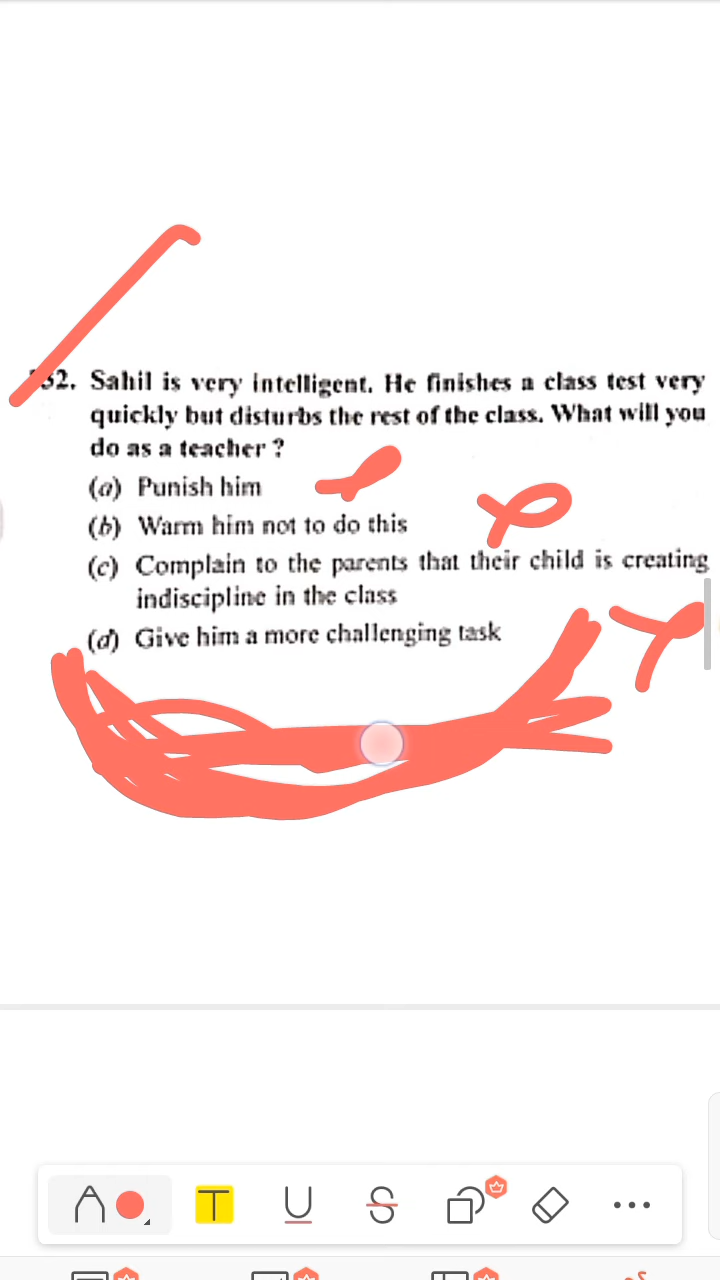 52. Sahil is very intelligent. He finishes a class test very
quickly but disturbs the rest of the class. What will you
do as a teacher ?
(a) Punish him
(b) Warm him not to do this
(c) Complain to the parents that their child is creating
indiscipline in the class
(d) Give him a more challenging task
T U S